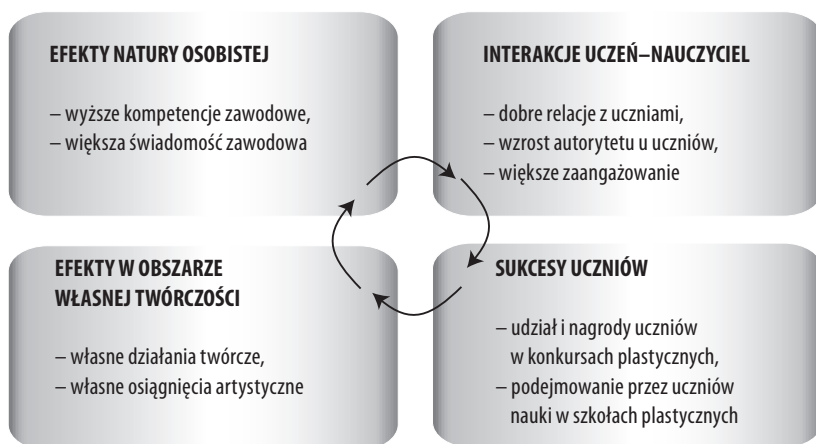 EFEKTY NATURY OSOBISTEJ
– wyższe kompetencje zawodowe,
– większa świadomość zawodowa
INTERAKCJE UCZEŃ–NAUCZYCIEL
– dobre relacje z uczniami,
– wzrost autorytetu u uczniów,
– większe zaangażowanie
EFEKTY W OBSZARZE
WŁASNEJ TWÓRCZOŚCI
– własne działania twórcze,
– własne osiągnięcia artystyczne
SUKCESY UCZNIÓW
– udział i nagrody uczniów
w konkursach plastycznych,
– podejmowanie przez uczniów
nauki w szkołach plastycznych